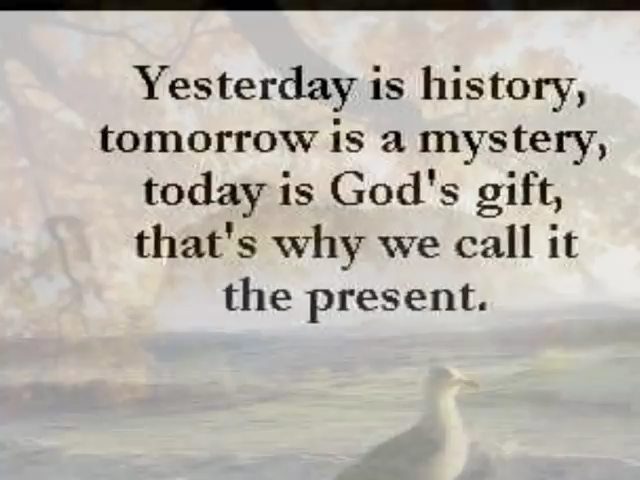 Yesterday is history,
tomorrow is a mystery,
today is God's gift,
that's why we call it
the present.